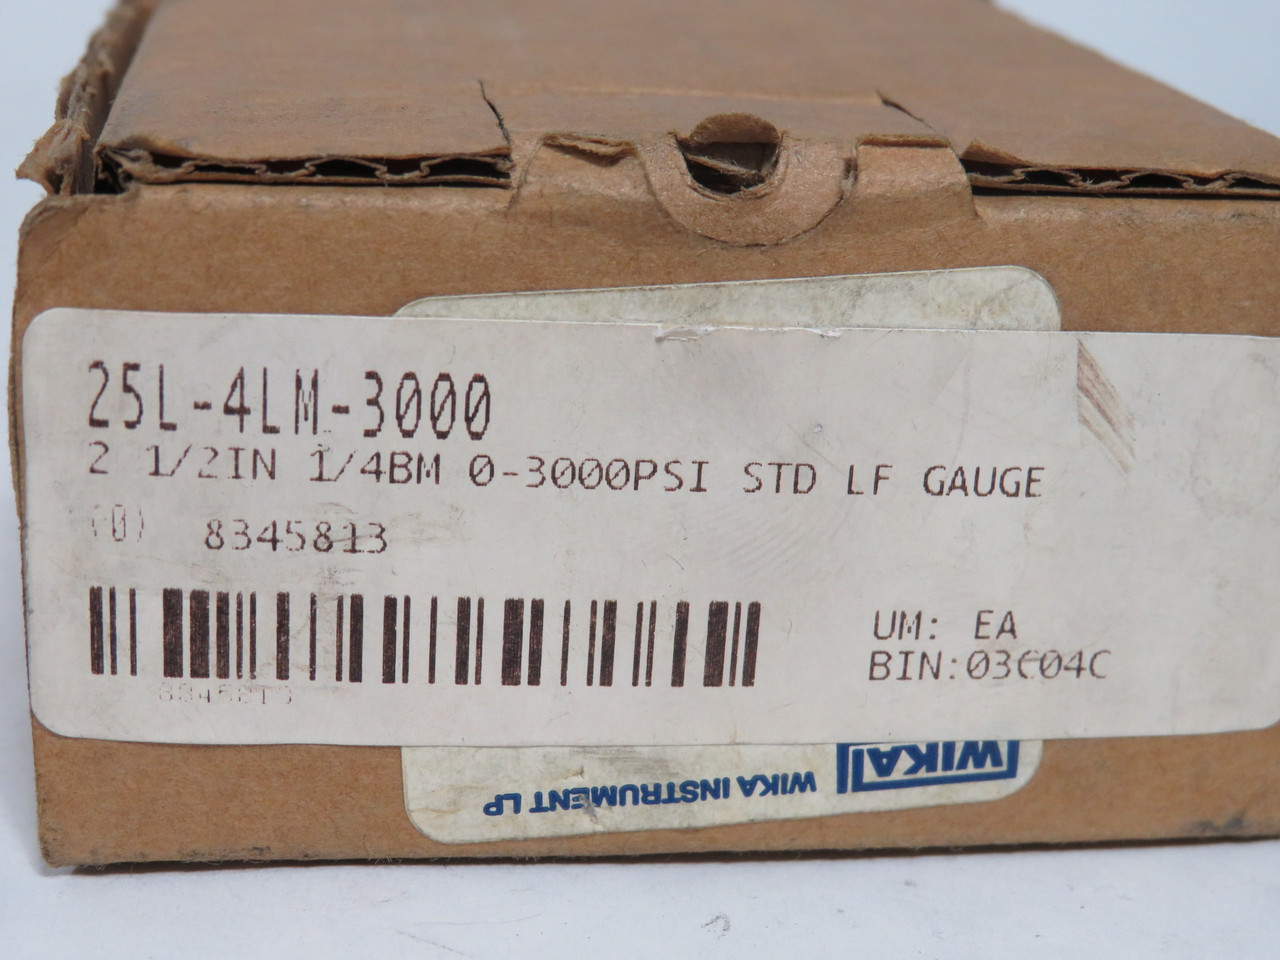 25L-4LM-3000
2 1/2IN 1/4BM 0-3000PSI STD LF GAUGE
(0) 8345813
UM: EA
BIN:03C04C
8345813
WIKA
WIKA INSTRUMENT LP